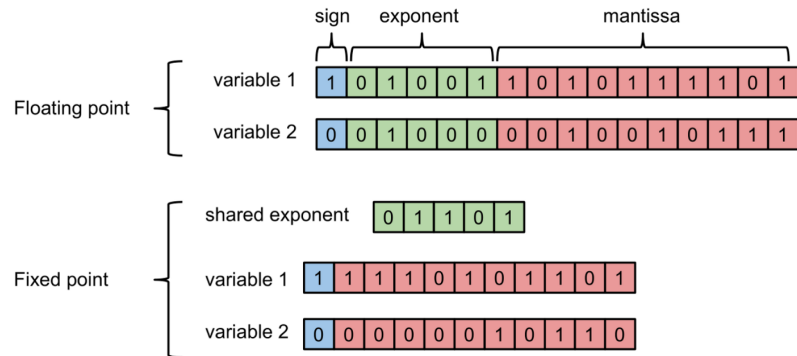 sign exponent mantissa
Floating point
variable 1 1 0 1 0 0 1 1 0 1 0 1 1 1 1 0 1
variable 2 0 0 1 0 0 0 0 0 1 0 0 1 0 1 1 1
Fixed point
shared exponent 0 1 1 0 1
variable 1 1 1 1 1 0 1 0 1 1 0 1
variable 2 0 0 0 0 0 0 1 0 1 1 0